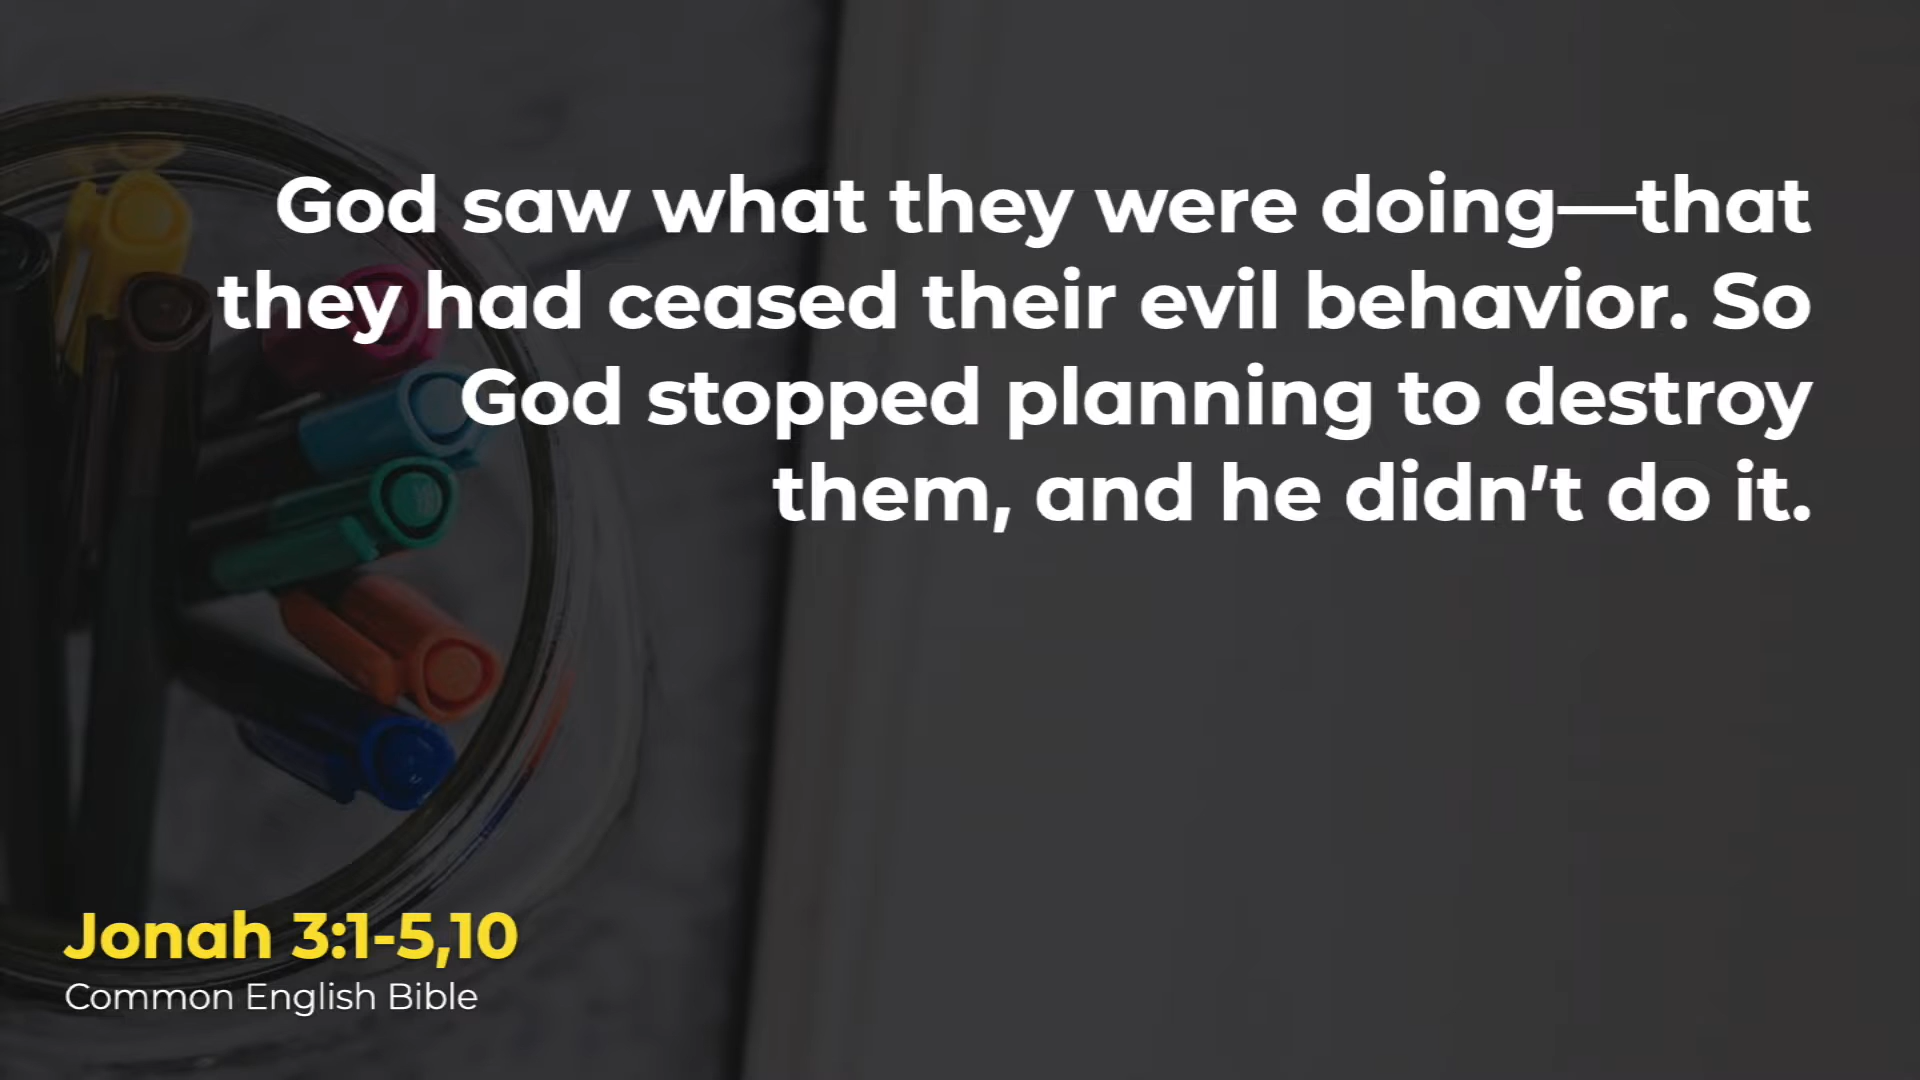 God saw what they were doing—that
they had ceased their evil behavior. So
God stopped planning to destroy
them, and he didn’t do it.
Jonah 3:1-5,10
Common English Bible